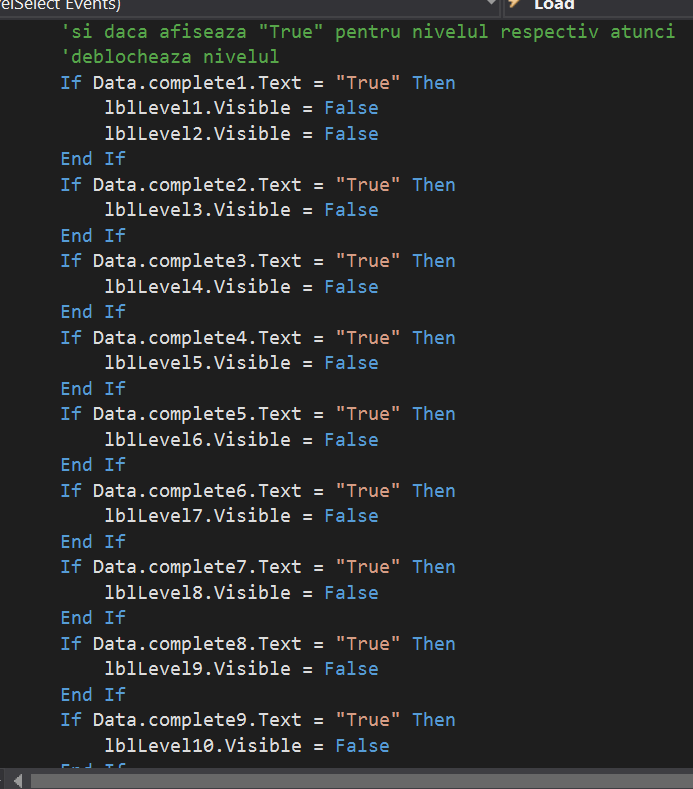 elSelect Events) Load
'si daca afiseaza "True" pentru nivelul respectiv atunci
'deblocheaza nivelul
If Data.complete1.Text = "True" Then
lblLevel1.Visible = False
lblLevel2.Visible = False
End If
If Data.complete2.Text = "True" Then
lblLevel3.Visible = False
End If
If Data.complete3.Text = "True" Then
lblLevel4.Visible = False
End If
If Data.complete4.Text = "True" Then
lblLevel5.Visible = False
End If
If Data.complete5.Text = "True" Then
lblLevel6.Visible = False
End If
If Data.complete6.Text = "True" Then
lblLevel7.Visible = False
End If
If Data.complete7.Text = "True" Then
lblLevel8.Visible = False
End If
If Data.complete8.Text = "True" Then
lblLevel9.Visible = False
End If
If Data.complete9.Text = "True" Then
lblLevel10.Visible = False
End If